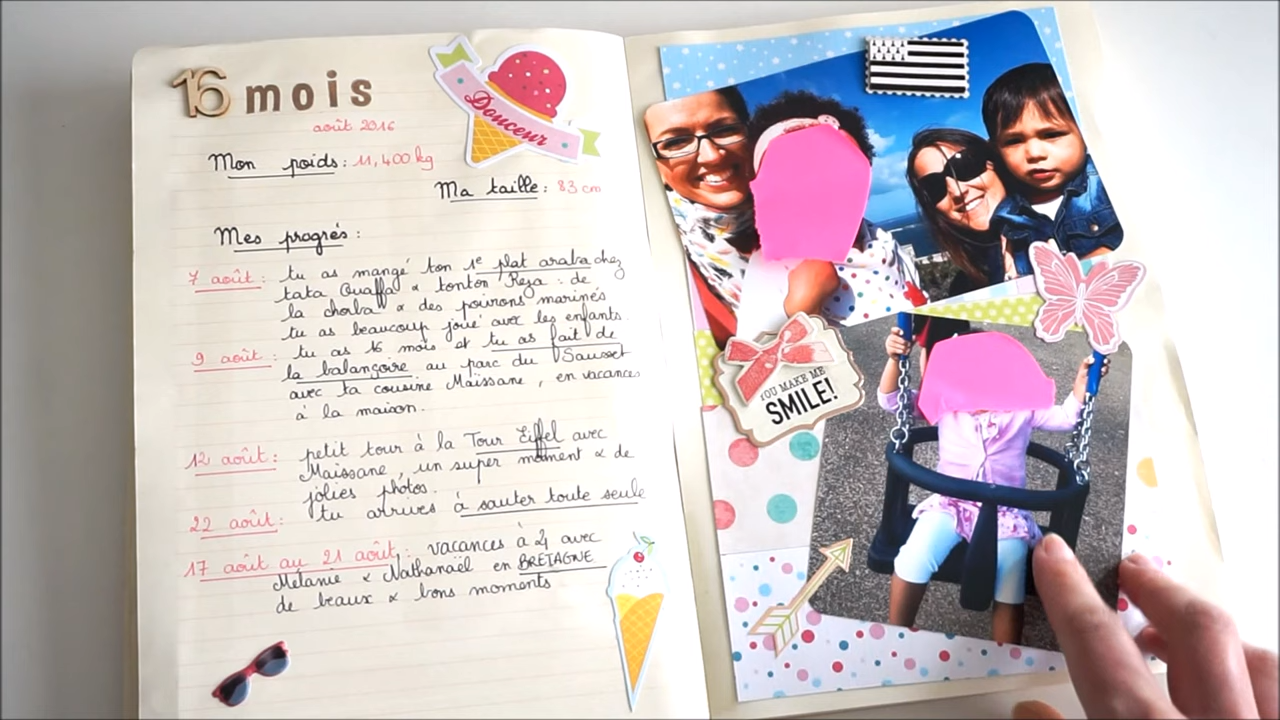 16 mois
août 2016
Douceur
Mon poids : 11,400 kg
Ma taille : 83 cm
Mes progrés :
7 août : tu as mangé ton 1e plat araba chez
tata Ouaffa & tonton Reza : de
la chorba & des poivrons marinés
tu as beaucoup joué avec les enfants.
9 août : tu as 16 mois et tu as fait de
la balançoire au parc du Sausset
avec ta cousine Maïssane, en vacances
à la maison.
12 août : petit tour à la Tour Eiffel avec
Maïssane, un super moment & de
jolies photos.
22 août : tu arrives à sauter toute seule
17 août au 21 août : vacances à 4 avec
Mélanie & Nathanaël en BRETAGNE
de beaux & bons moments
YOU MAKE ME
SMILE!